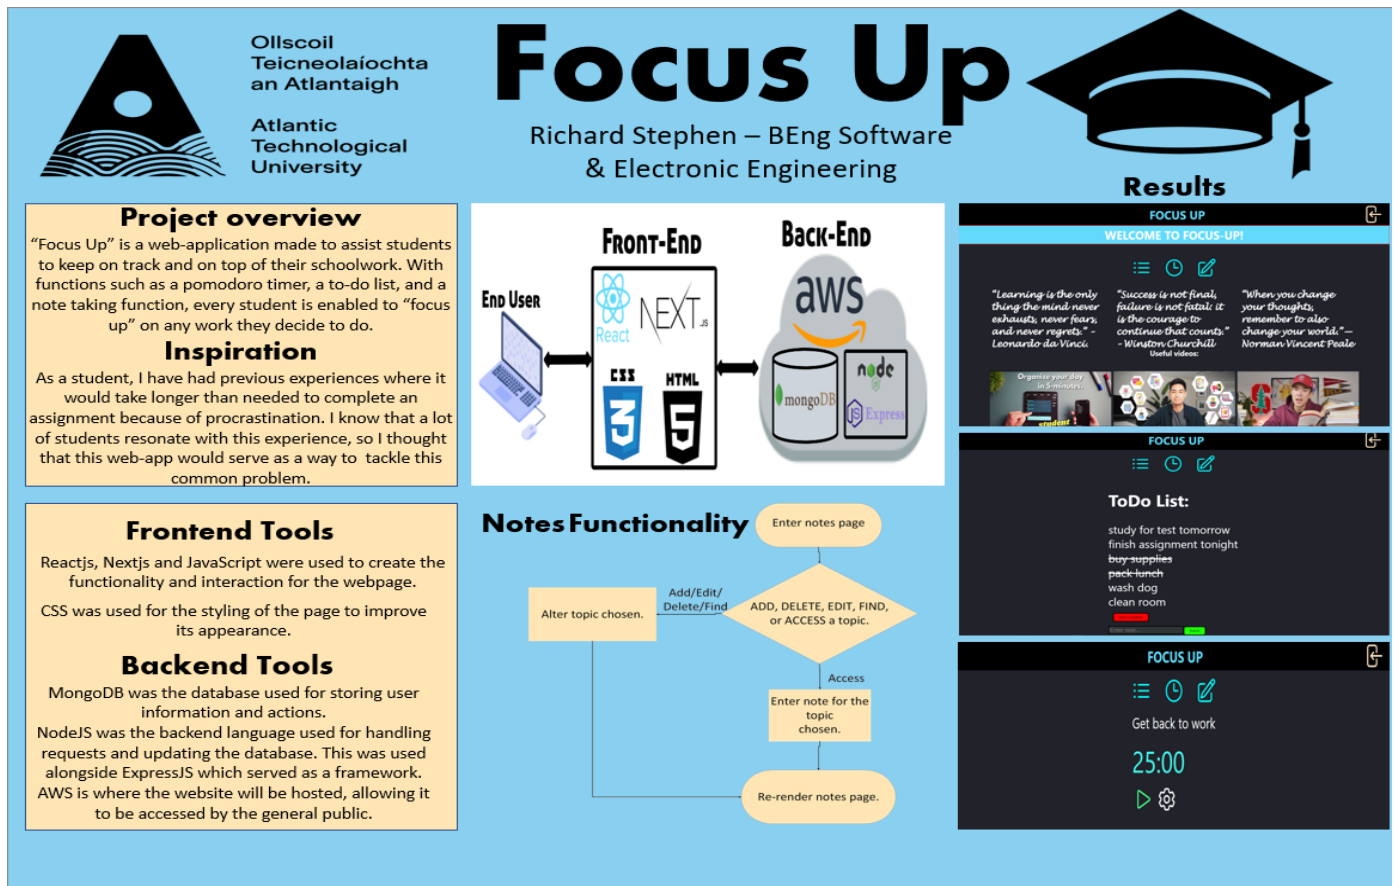 Ollscoil
Teicneolaíochta
an Atlantaigh
Atlantic
Technological
University
Focus Up
Richard Stephen – BEng Software
& Electronic Engineering
Project overview
“Focus Up” is a web-application made to assist students
to keep on track and on top of their schoolwork. With
functions such as a pomodoro timer, a to-do list, and a
note taking function, every student is enabled to “focus
up” on any work they decide to do.
Inspiration
As a student, I have had previous experiences where it
would take longer than needed to complete an
assignment because of procrastination. I know that a lot
of students resonate with this experience, so I thought
that this web-app would serve as a way to tackle this
common problem.
Frontend Tools
Reactjs, Nextjs and JavaScript were used to create the
functionality and interaction for the webpage.
CSS was used for the styling of the page to improve
its appearance.
Backend Tools
MongoDB was the database used for storing user
information and actions.
NodeJS was the backend language used for handling
requests and updating the database. This was used
alongside ExpressJS which served as a framework.
AWS is where the website will be hosted, allowing it
to be accessed by the general public.
End User
Front-End
React
NEXT.JS
CSS
3
HTML
5
Back-End
aws
mongoDB
node
JS
Express
Notes Functionality
Enter notes page
ADD, DELETE, EDIT, FIND,
or ACCESS a topic.
Add/Edit/
Delete/Find
Alter topic chosen.
Access
Enter note for the
topic
chosen.
Re-render notes page.
Results
FOCUS UP
WELCOME TO FOCUS-UP!
“Learning is the only
thing the mind never
exhausts, never fears,
and never regrets.” -
Leonardo da Vinci.
“Success is not final,
failure is not fatal: it
is the courage to
continue that counts.”
- Winston Churchill
“When you change
your thoughts,
remember to also
change your world.”—
Norman Vincent Peale
Useful videos:
Organize your day
in 5-minutes.
student
FOCUS UP
ToDo List:
study for test tomorrow
finish assignment tonight
buy supplies
pack lunch
wash dog
clean room
FOCUS UP
Get back to work
25:00